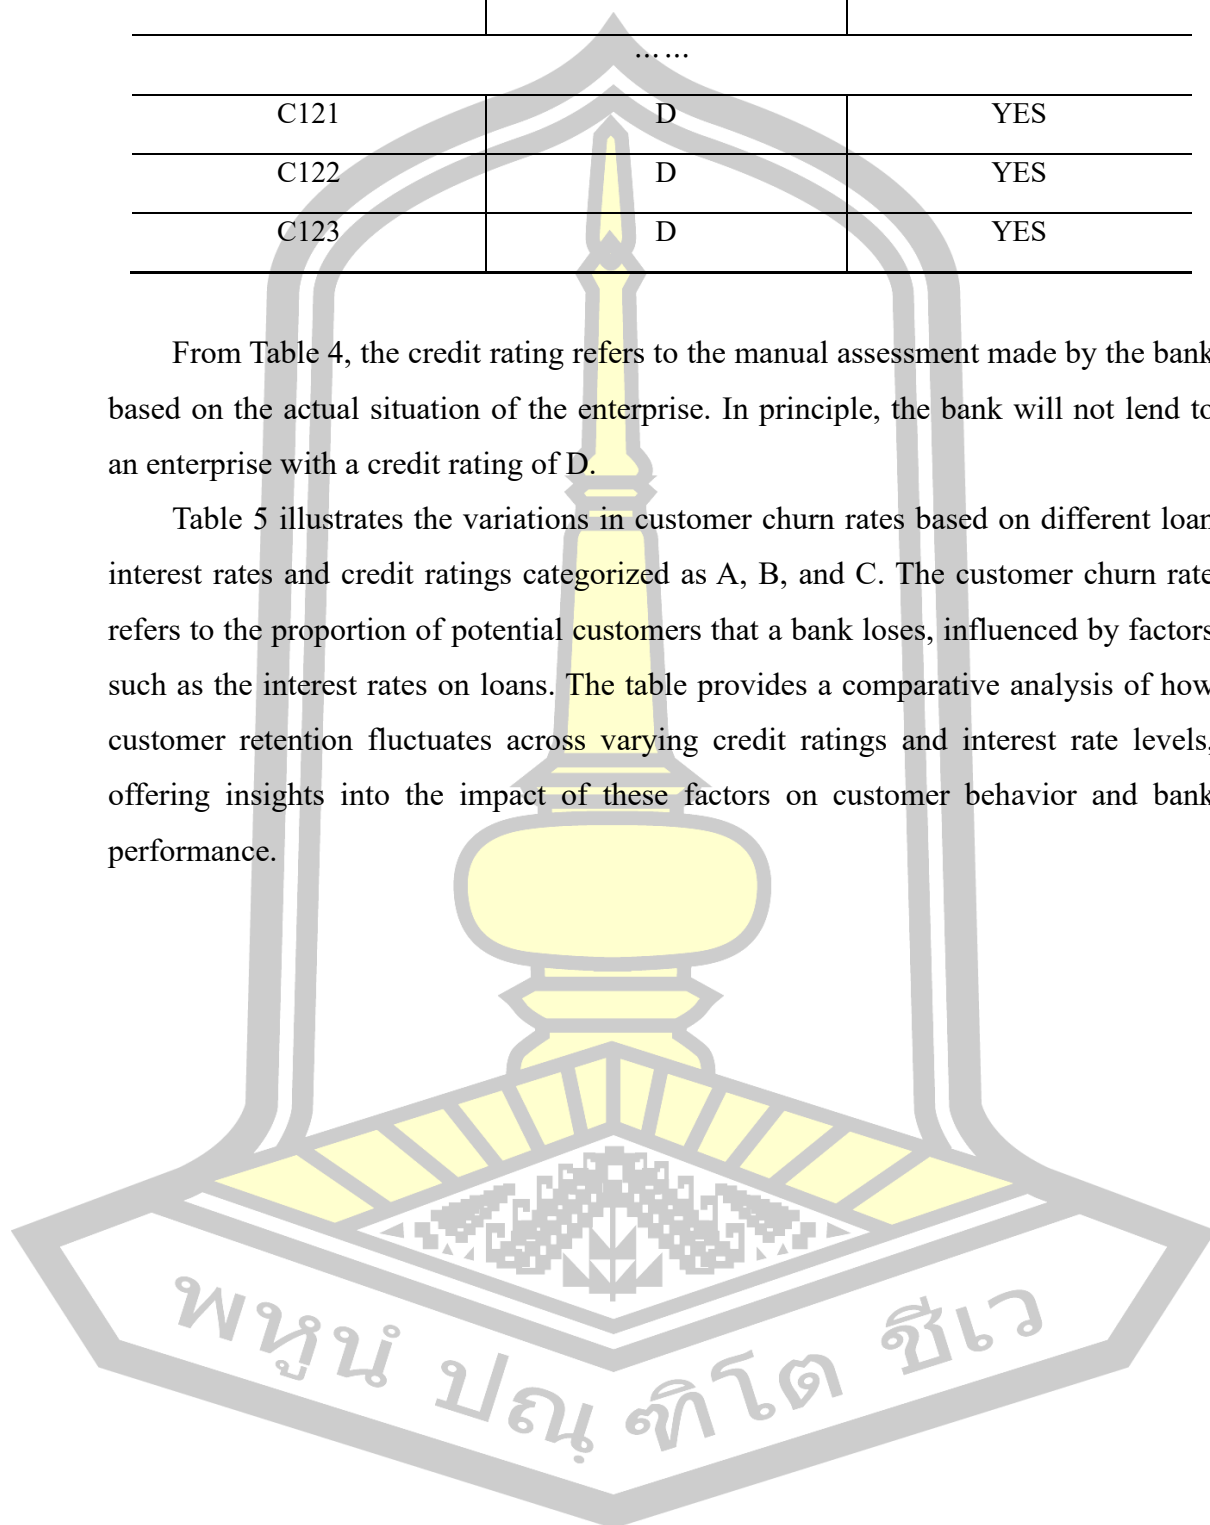 ... ...
C121 D YES
C122 D YES
C123 D YES
From Table 4, the credit rating refers to the manual assessment made by the bank
based on the actual situation of the enterprise. In principle, the bank will not lend to
an enterprise with a credit rating of D.
Table 5 illustrates the variations in customer churn rates based on different loan
interest rates and credit ratings categorized as A, B, and C. The customer churn rate
refers to the proportion of potential customers that a bank loses, influenced by factors
such as the interest rates on loans. The table provides a comparative analysis of how
customer retention fluctuates across varying credit ratings and interest rate levels,
offering insights into the impact of these factors on customer behavior and bank
performance.
พหูนํ ปณฺฑิโต ชีเว